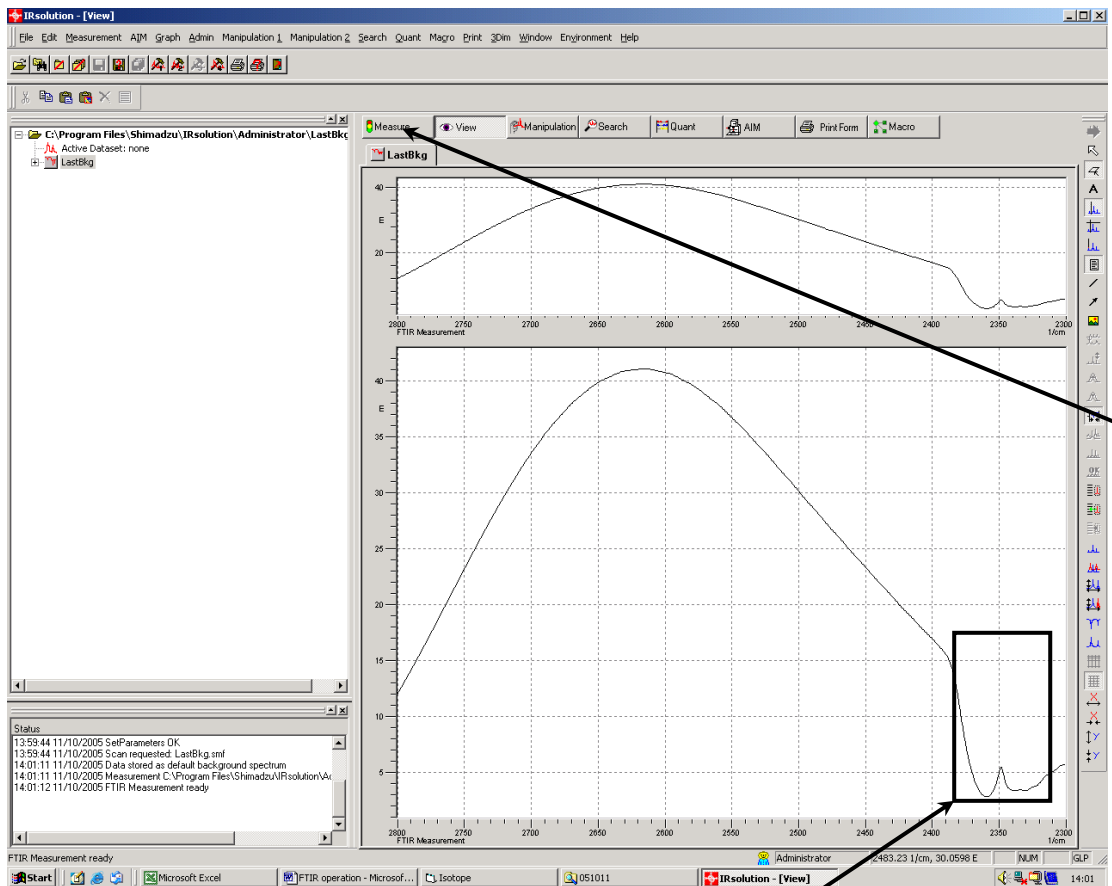 IRsolution - [View]
File Edit Measurement AIM Graph Admin Manipulation 1 Manipulation 2 Search Quant Macro Print 3Dim Window Environment Help
C:\Program Files\Shimadzu\IRsolution\Administrator\LastBkg
Active Dataset: none
LastBkg
Measure View Manipulation Search Quant AIM Print Form Macro
LastBkg
40
E
20
2800 2750 2700 2650 2600 2550 2500 2450 2400 2350 2300
FTIR Measurement 1/cm
40
E
35
30
25
20
15
10
5
2800 2750 2700 2650 2600 2550 2500 2450 2400 2350 2300
FTIR Measurement 1/cm
Status
13:59:44 11/10/2005 SetParameters OK
13:59:44 11/10/2005 Scan requested: LastBkg.smf
14:01:11 11/10/2005 Data stored as default background spectrum
14:01:11 11/10/2005 Measurement C:\Program Files\Shimadzu\IRsolution\Ad
14:01:12 11/10/2005 FTIR Measurement ready
FTIR Measurement ready Administrator 2483.23 1/cm, 30.0598 E NUM GLP
Start Microsoft Excel FTIR operation - Microsof... Isotope 051011 IRsolution - [View] 14:01